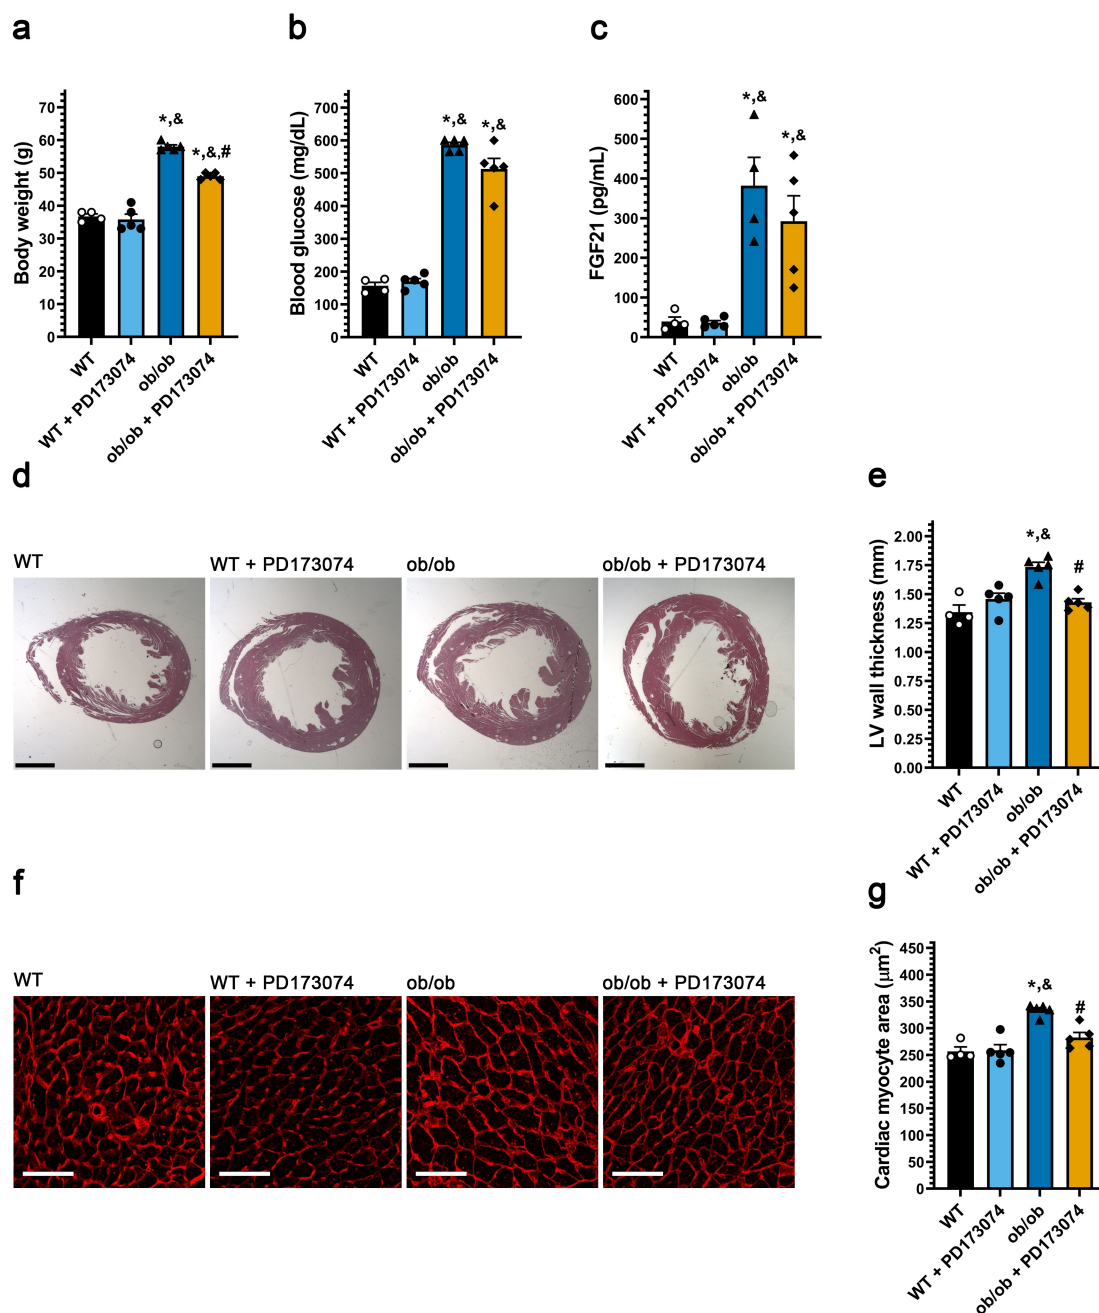 a
b
c
Body weight (g)
70
60
50
40
30
20
10
0
*,&
*,&,#
WT
WT + PD173074
ob/ob
ob/ob + PD173074
Blood glucose (mg/dL)
700
600
500
400
300
200
100
0
*,&
*,&
WT
WT + PD173074
ob/ob
ob/ob + PD173074
FGF21 (pg/mL)
600
500
400
300
200
100
0
*,&
*,&
WT
WT + PD173074
ob/ob
ob/ob + PD173074
d
WT
WT + PD173074
ob/ob
ob/ob + PD173074
e
LV wall thickness (mm)
2.00
1.75
1.50
1.25
1.00
0.75
0.50
0.25
0.00
*,&
#
WT
WT + PD173074
ob/ob
ob/ob + PD173074
f
WT
WT + PD173074
ob/ob
ob/ob + PD173074
g
Cardiac myocyte area (μm²)
450
400
350
300
250
200
150
100
50
0
*,&
#
WT
WT + PD173074
ob/ob
ob/ob + PD173074